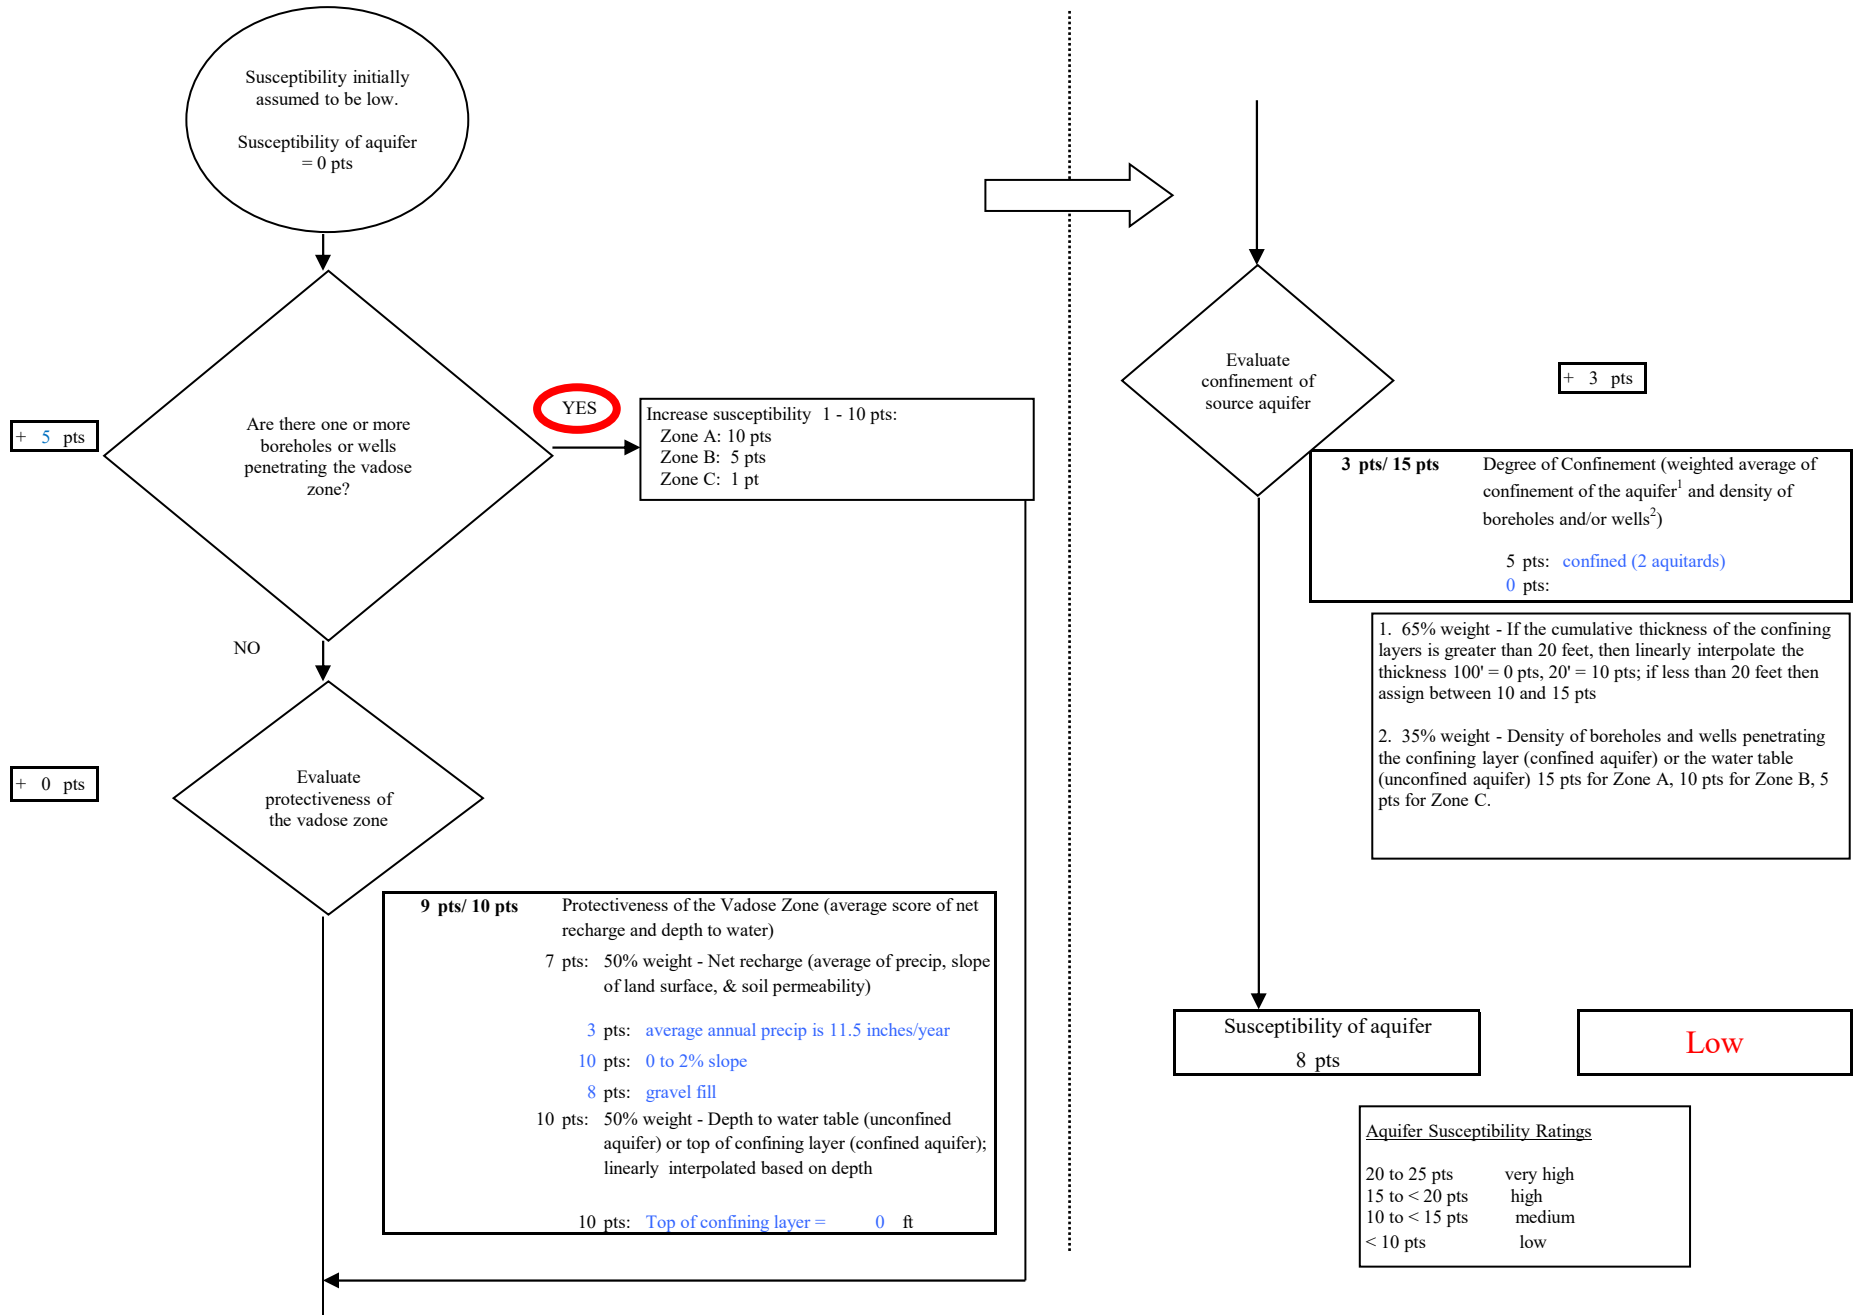 Susceptibility initially
assumed to be low.
Susceptibility of aquifer
= 0 pts
+ 5 pts
Are there one or more
boreholes or wells
penetrating the vadose
zone?
YES
Increase susceptibility 1 - 10 pts:
Zone A: 10 pts
Zone B: 5 pts
Zone C: 1 pt
NO
+ 0 pts
Evaluate
protectiveness of
the vadose zone
9 pts/ 10 pts Protectiveness of the Vadose Zone (average score of net
recharge and depth to water)
7 pts: 50% weight - Net recharge (average of precip, slope
of land surface, & soil permeability)
3 pts: average annual precip is 11.5 inches/year
10 pts: 0 to 2% slope
8 pts: gravel fill
10 pts: 50% weight - Depth to water table (unconfined
aquifer) or top of confining layer (confined aquifer);
linearly interpolated based on depth
10 pts: Top of confining layer = 0 ft
Evaluate
confinement of
source aquifer
+ 3 pts
3 pts/ 15 pts Degree of Confinement (weighted average of
confinement of the aquifer1 and density of
boreholes and/or wells2)
5 pts: confined (2 aquitards)
0 pts:
1. 65% weight - If the cumulative thickness of the confining
layers is greater than 20 feet, then linearly interpolate the
thickness 100' = 0 pts, 20' = 10 pts; if less than 20 feet then
assign between 10 and 15 pts
2. 35% weight - Density of boreholes and wells penetrating
the confining layer (confined aquifer) or the water table
(unconfined aquifer) 15 pts for Zone A, 10 pts for Zone B, 5
pts for Zone C.
Susceptibility of aquifer
8 pts
Low
Aquifer Susceptibility Ratings
20 to 25 pts very high
15 to < 20 pts high
10 to < 15 pts medium
< 10 pts low